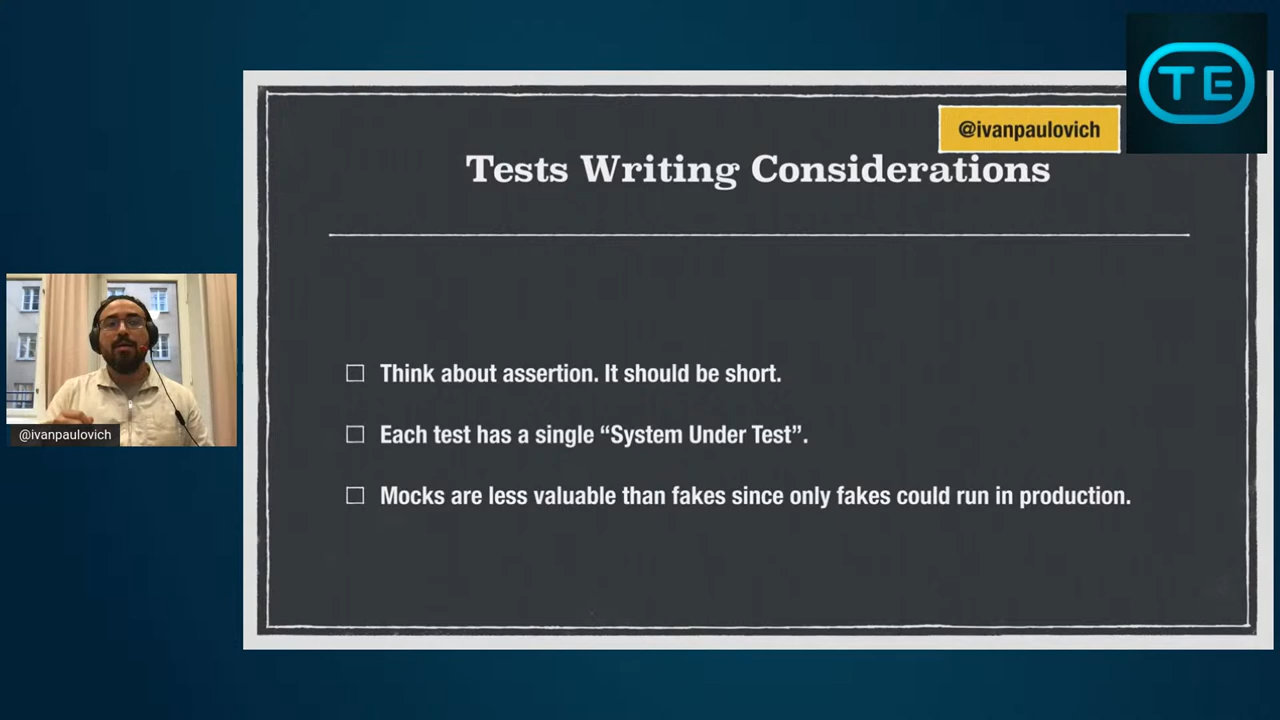 TE
@ivanpaulovich
Tests Writing Considerations
Think about assertion. It should be short.
Each test has a single “System Under Test”.
Mocks are less valuable than fakes since only fakes could run in production.
@ivanpaulovich